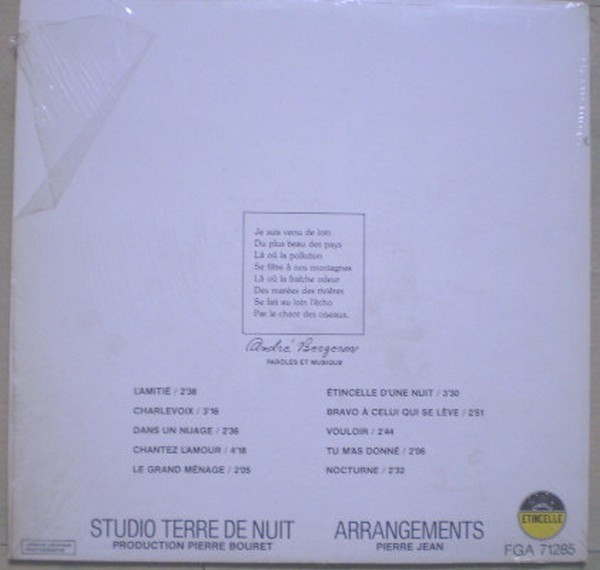 Je suis venu de loin
Du plus beau des pays
Là où la pollution
Se filtre à nos montagnes
Là où la fraîche odeur
Des marées des rivières
Se fait au loin l'écho
Par le chant des oiseaux.
André Bergeron
PAROLES ET MUSIQUE
L'AMITIÉ / 2'38
CHARLEVOIX / 3'16
DANS UN NUAGE / 2'36
CHANTEZ L'AMOUR / 4'18
LE GRAND MÉNAGE / 2'05
ÉTINCELLE D'UNE NUIT / 3'30
BRAVO À CELUI QUI SE LÈVE / 2'51
VOULOIR / 2'44
TU M'AS DONNÉ / 2'06
NOCTURNE / 2'32
STUDIO TERRE DE NUIT
PRODUCTION PIERRE BOURET
ARRANGEMENTS
PIERRE JEAN
ETINCELLE
FGA 71285